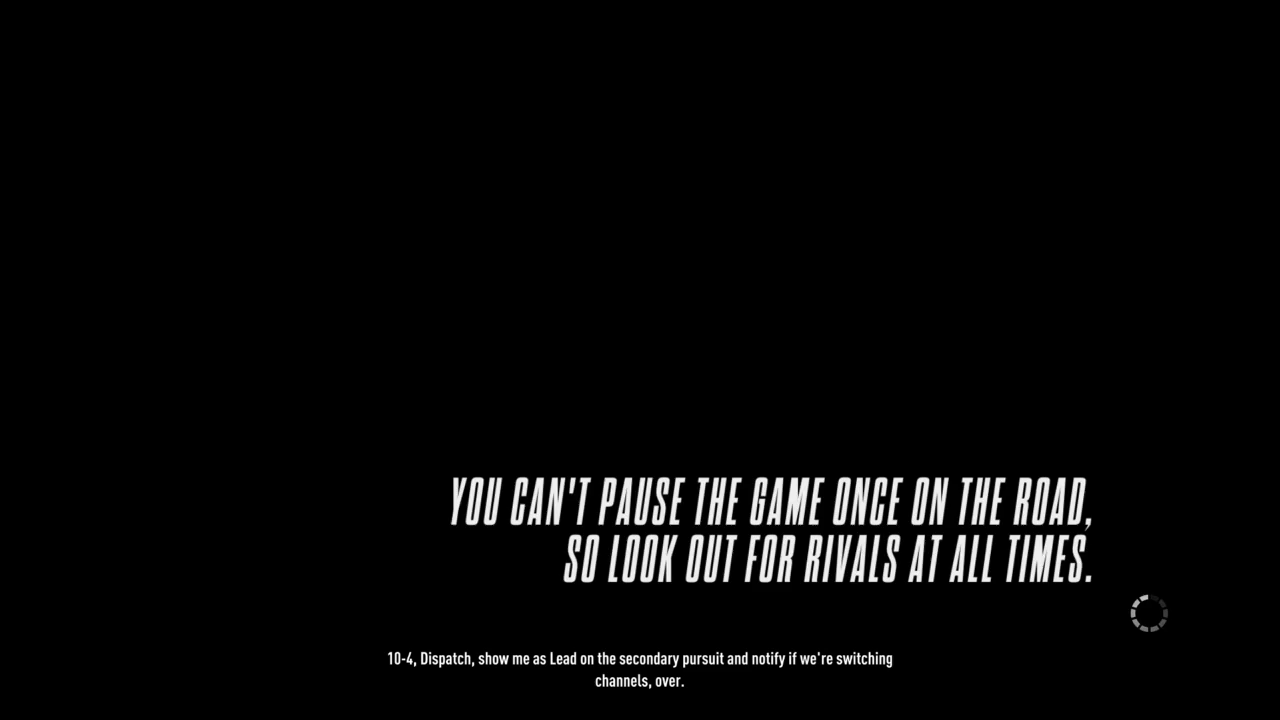 YOU CAN'T PAUSE THE GAME ONCE ON THE ROAD,
SO LOOK OUT FOR RIVALS AT ALL TIMES.
10-4, Dispatch, show me as Lead on the secondary pursuit and notify if we're switching
channels, over.